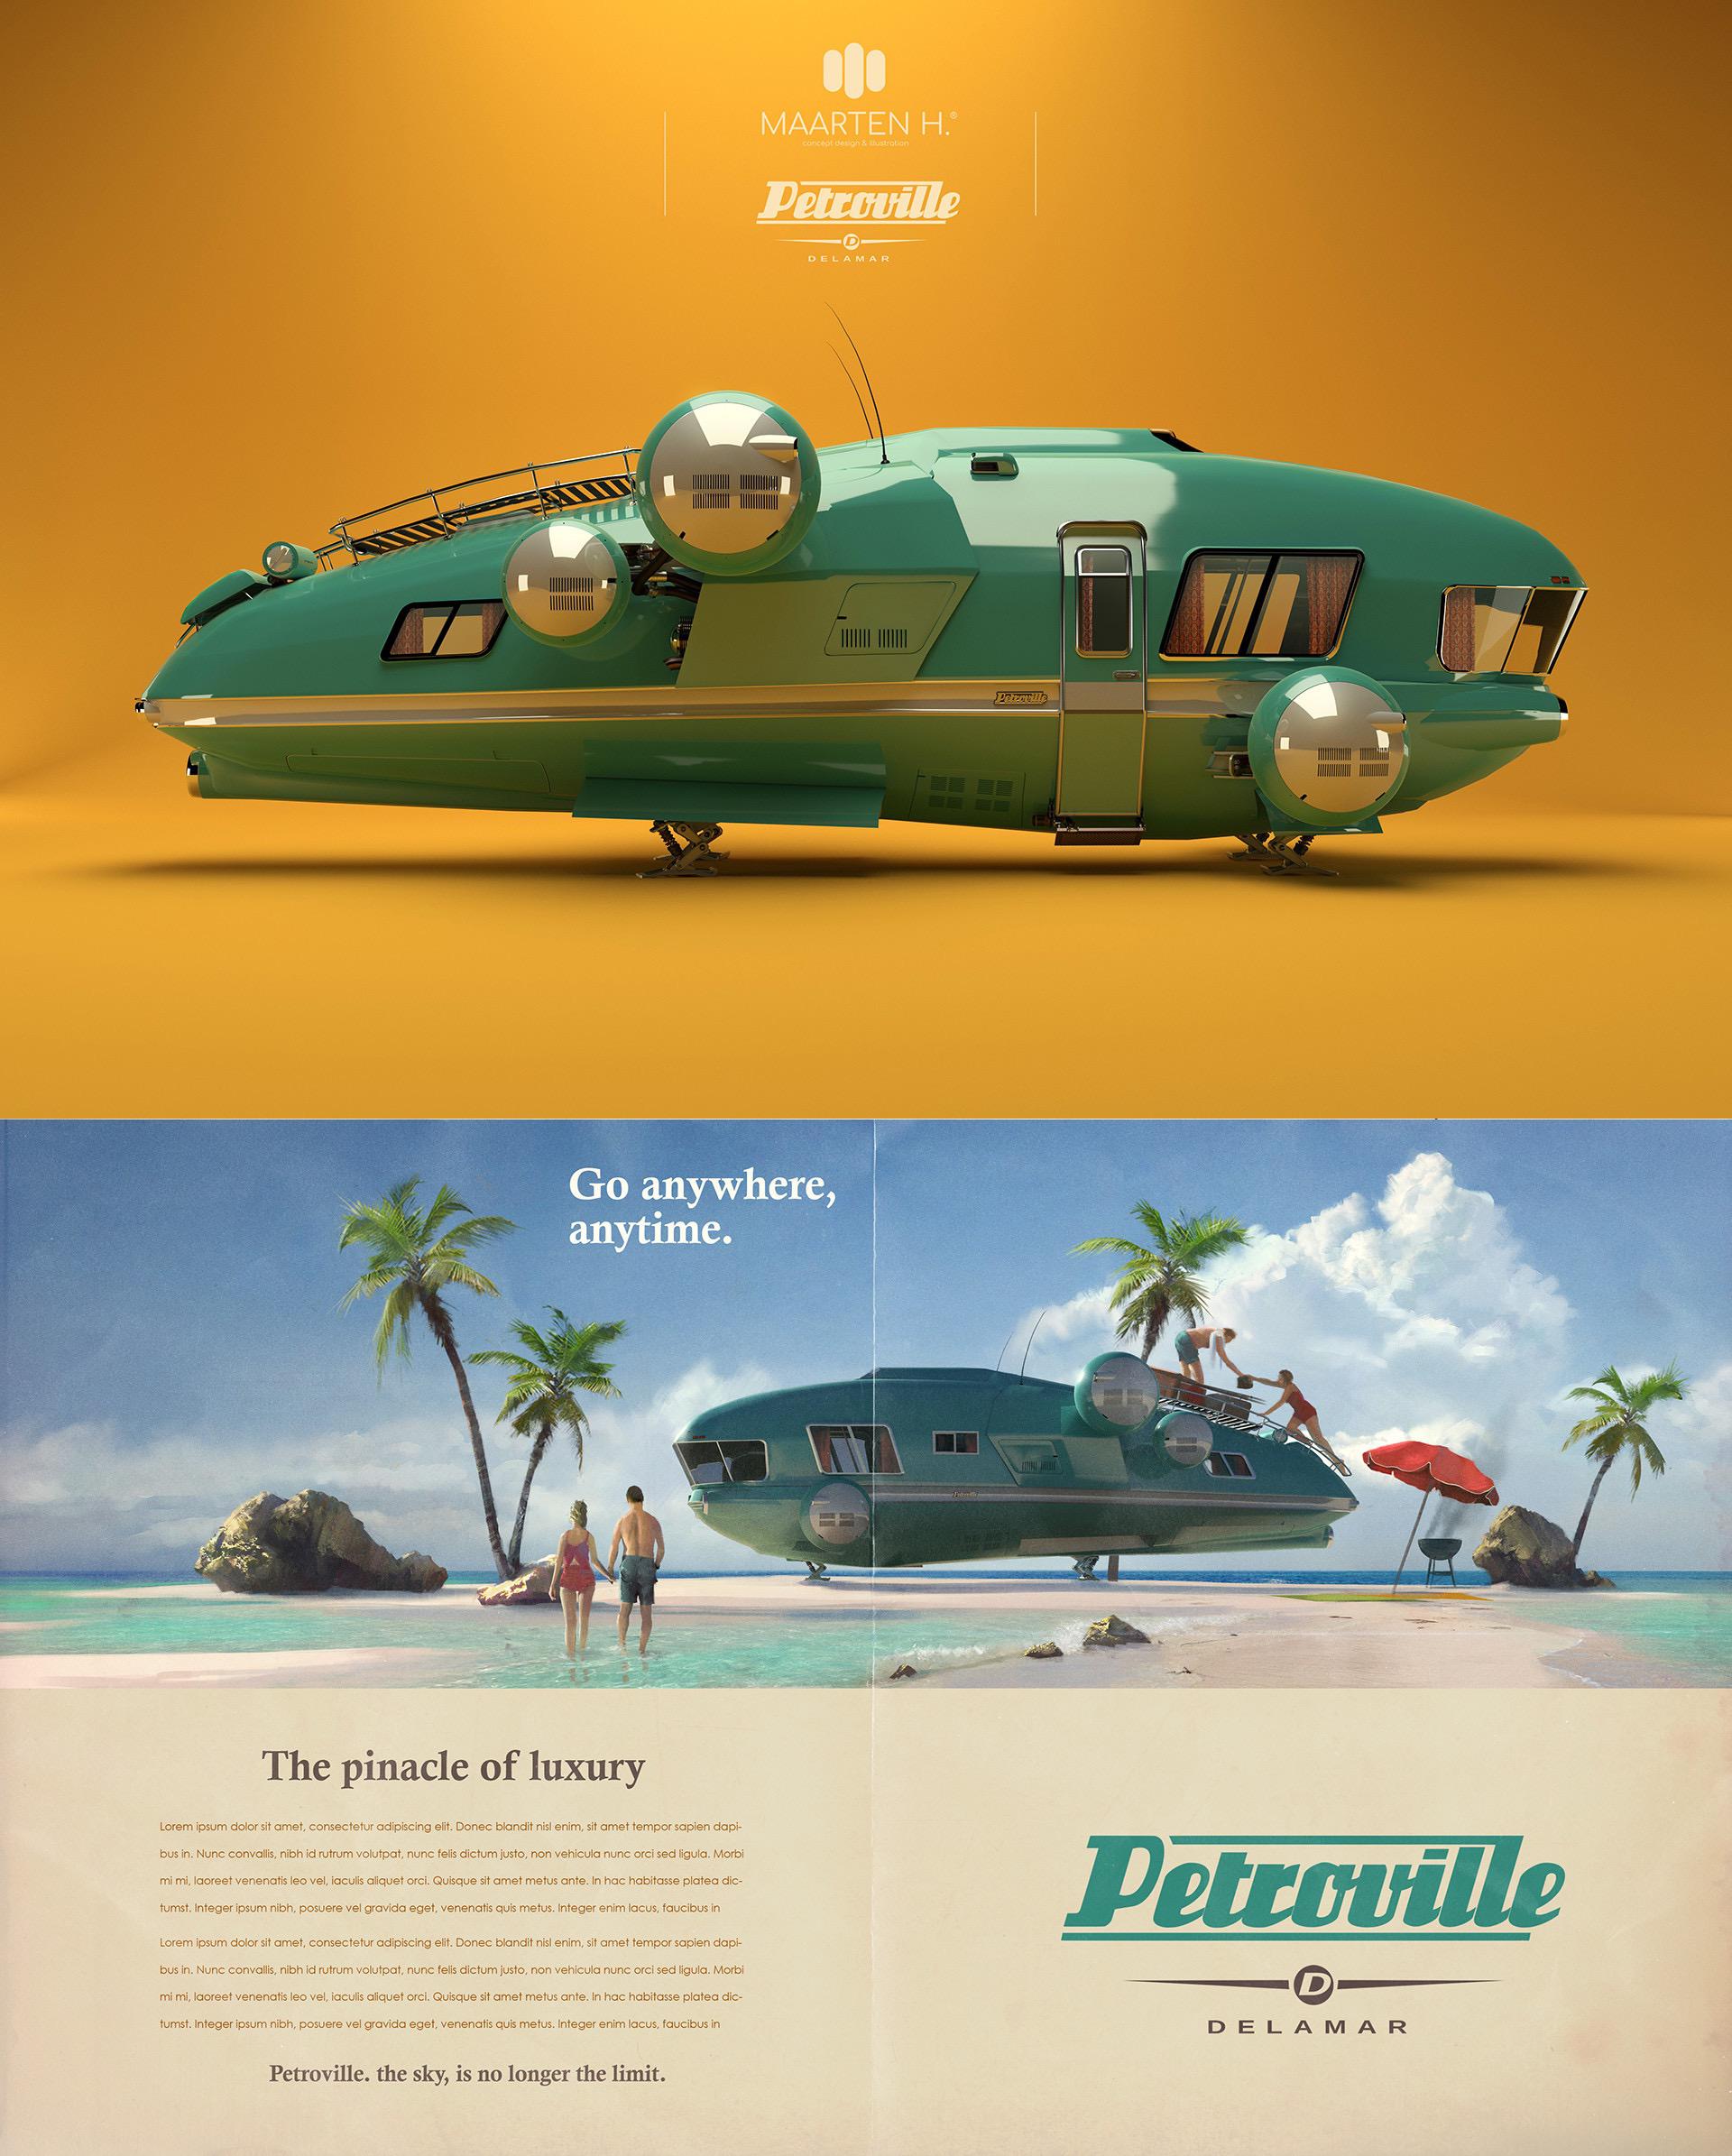 MAARTEN H.®
concept design & illustration
Petroville
D
DELAMAR
Petroville
Go anywhere,
anytime.
The pinacle of luxury
Lorem ipsum dolor sit amet, consectetur adipiscing elit. Donec blandit nisl enim, sit amet tempor sapien dapi-
bus in. Nunc convallis, nibh id rutrum volutpat, nunc felis dictum justo, non vehicula nunc orci sed ligula. Morbi
mi mi, laoreet venenatis leo vel, iaculis aliquet orci. Quisque sit amet metus ante. In hac habitasse platea dic-
tumst. Integer ipsum nibh, posuere vel gravida eget, venenatis quis metus. Integer enim lacus, faucibus in
Lorem ipsum dolor sit amet, consectetur adipiscing elit. Donec blandit nisl enim, sit amet tempor sapien dapi-
bus in. Nunc convallis, nibh id rutrum volutpat, nunc felis dictum justo, non vehicula nunc orci sed ligula. Morbi
mi mi, laoreet venenatis leo vel, iaculis aliquet orci. Quisque sit amet metus ante. In hac habitasse platea dic-
tumst. Integer ipsum nibh, posuere vel gravida eget, venenatis quis metus. Integer enim lacus, faucibus in
Petroville. the sky, is no longer the limit.
Petroville
D
DELAMAR